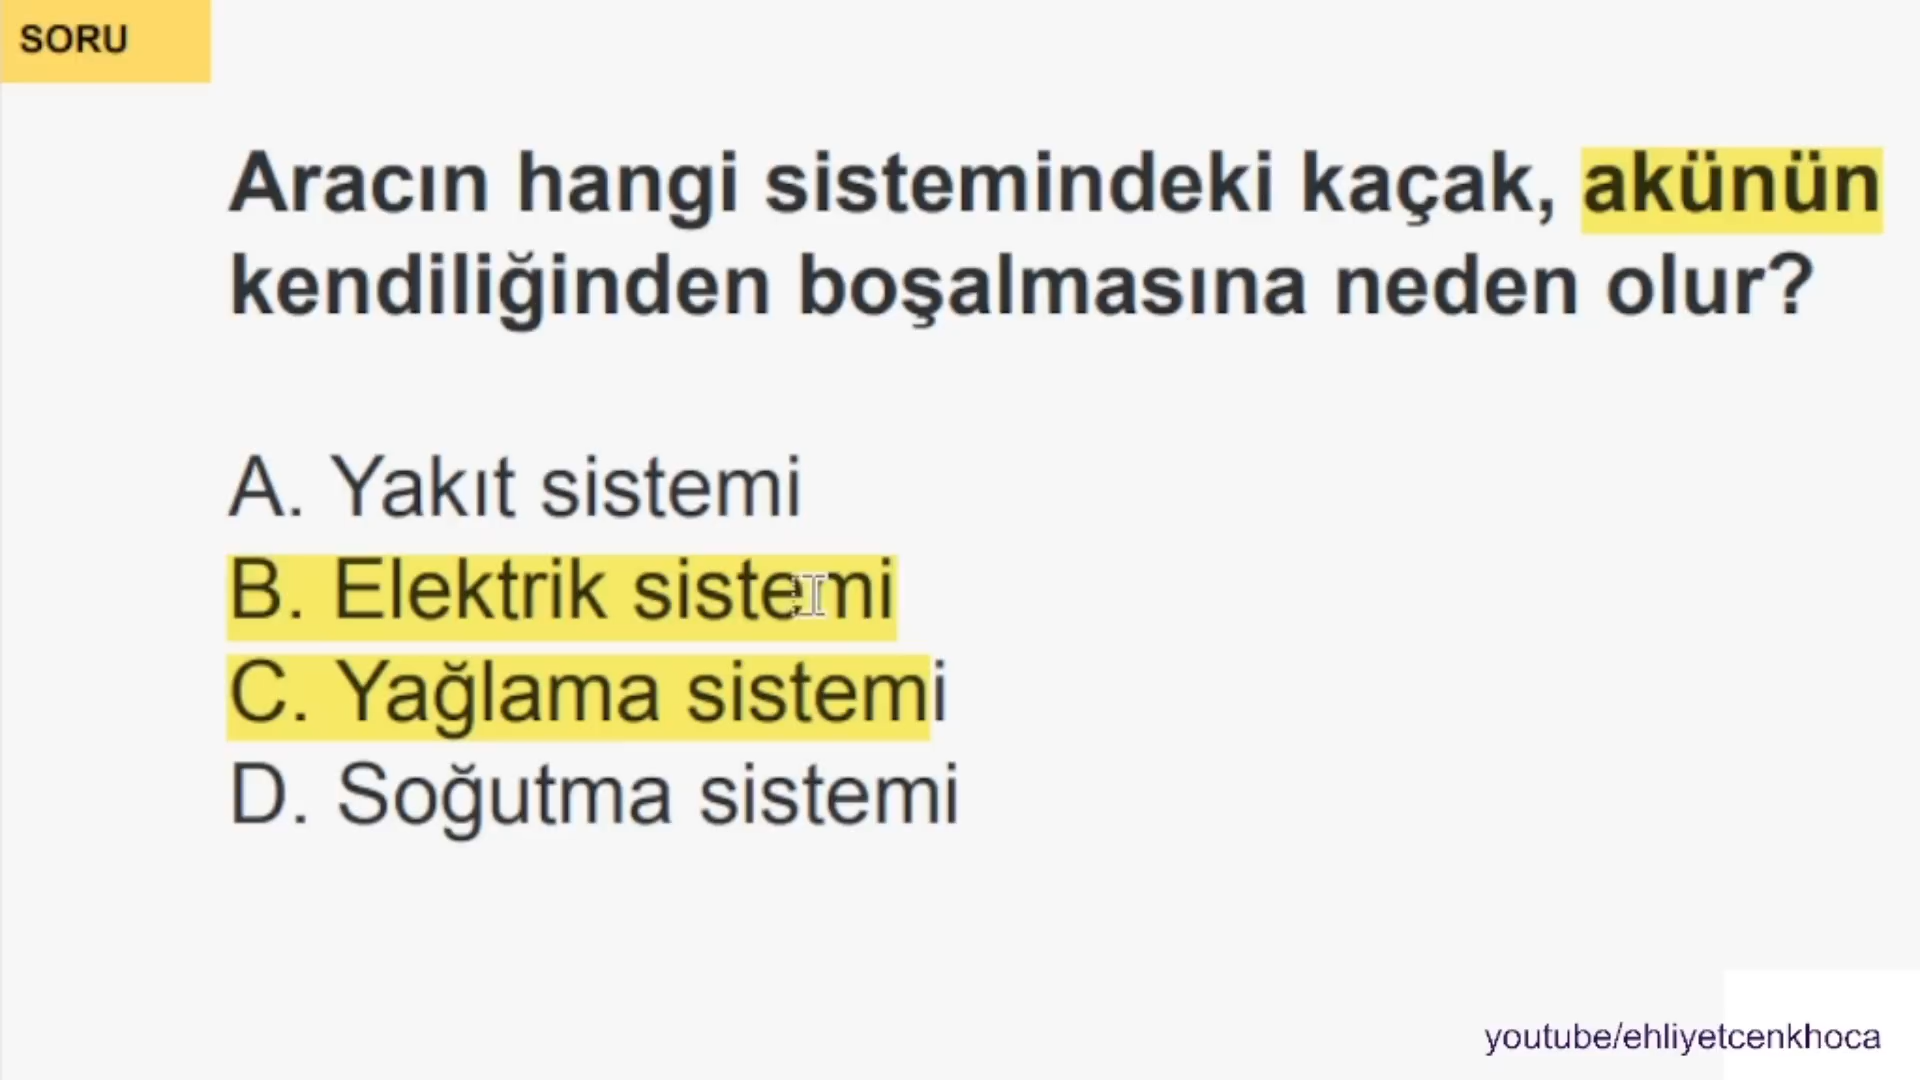 SORU
Aracın hangi sistemindeki kaçak, akünün
kendiliğinden boşalmasına neden olur?
A. Yakıt sistemi
B. Elektrik sistemi
C. Yağlama sistemi
D. Soğutma sistemi
youtube/ehliyetcenkhoca